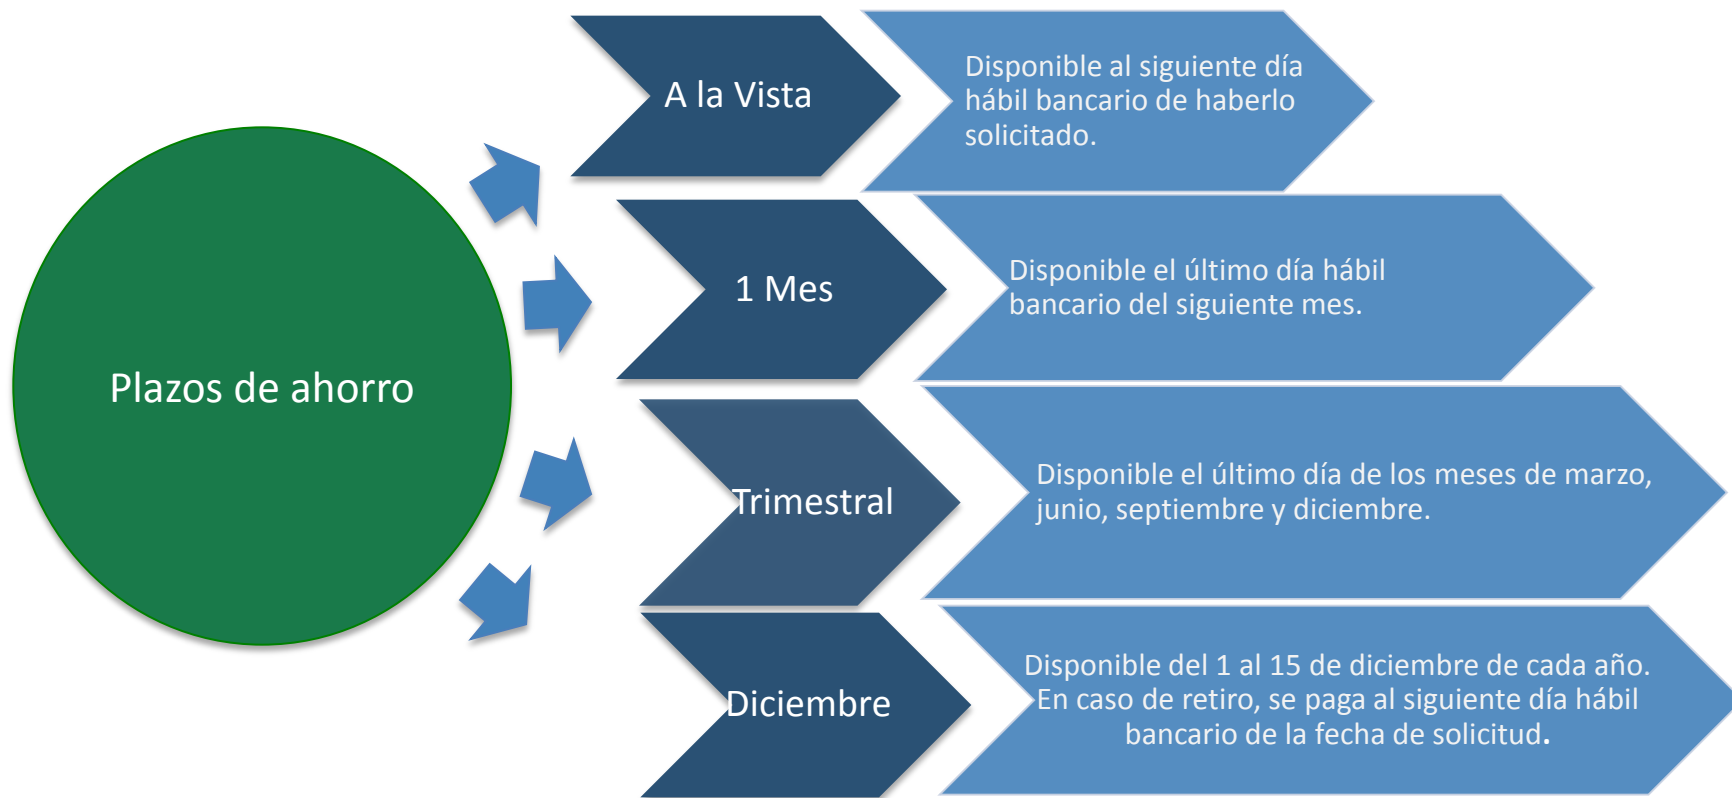 Plazos de ahorro
A la Vista
Disponible al siguiente día
hábil bancario de haberlo
solicitado.
1 Mes
Disponible el último día hábil
bancario del siguiente mes.
Trimestral
Disponible el último día de los meses de marzo,
junio, septiembre y diciembre.
Diciembre
Disponible del 1 al 15 de diciembre de cada año.
En caso de retiro, se paga al siguiente día hábil
bancario de la fecha de solicitud.